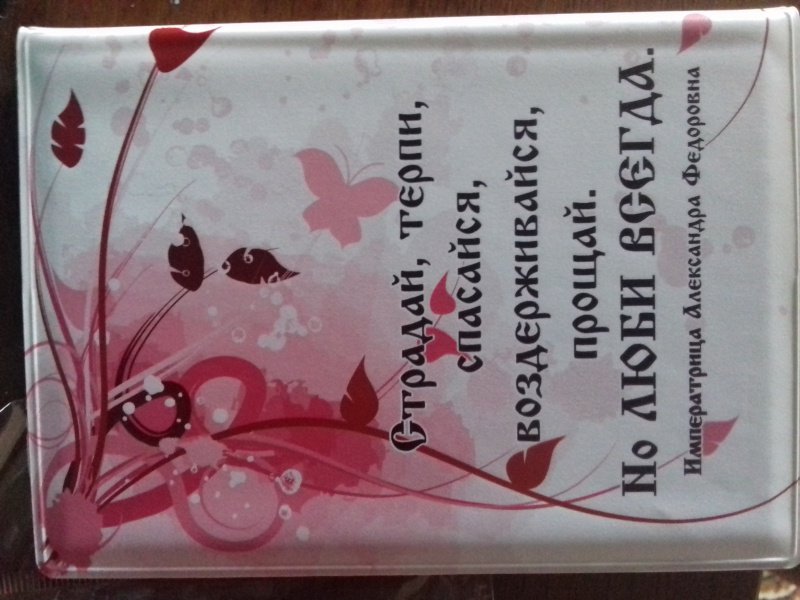 Страдай, терпи,
спасайся,
воздерживайся,
прощай.
Но ЛЮБИ ВСЕГДА.
Императрица Александра Федоровна